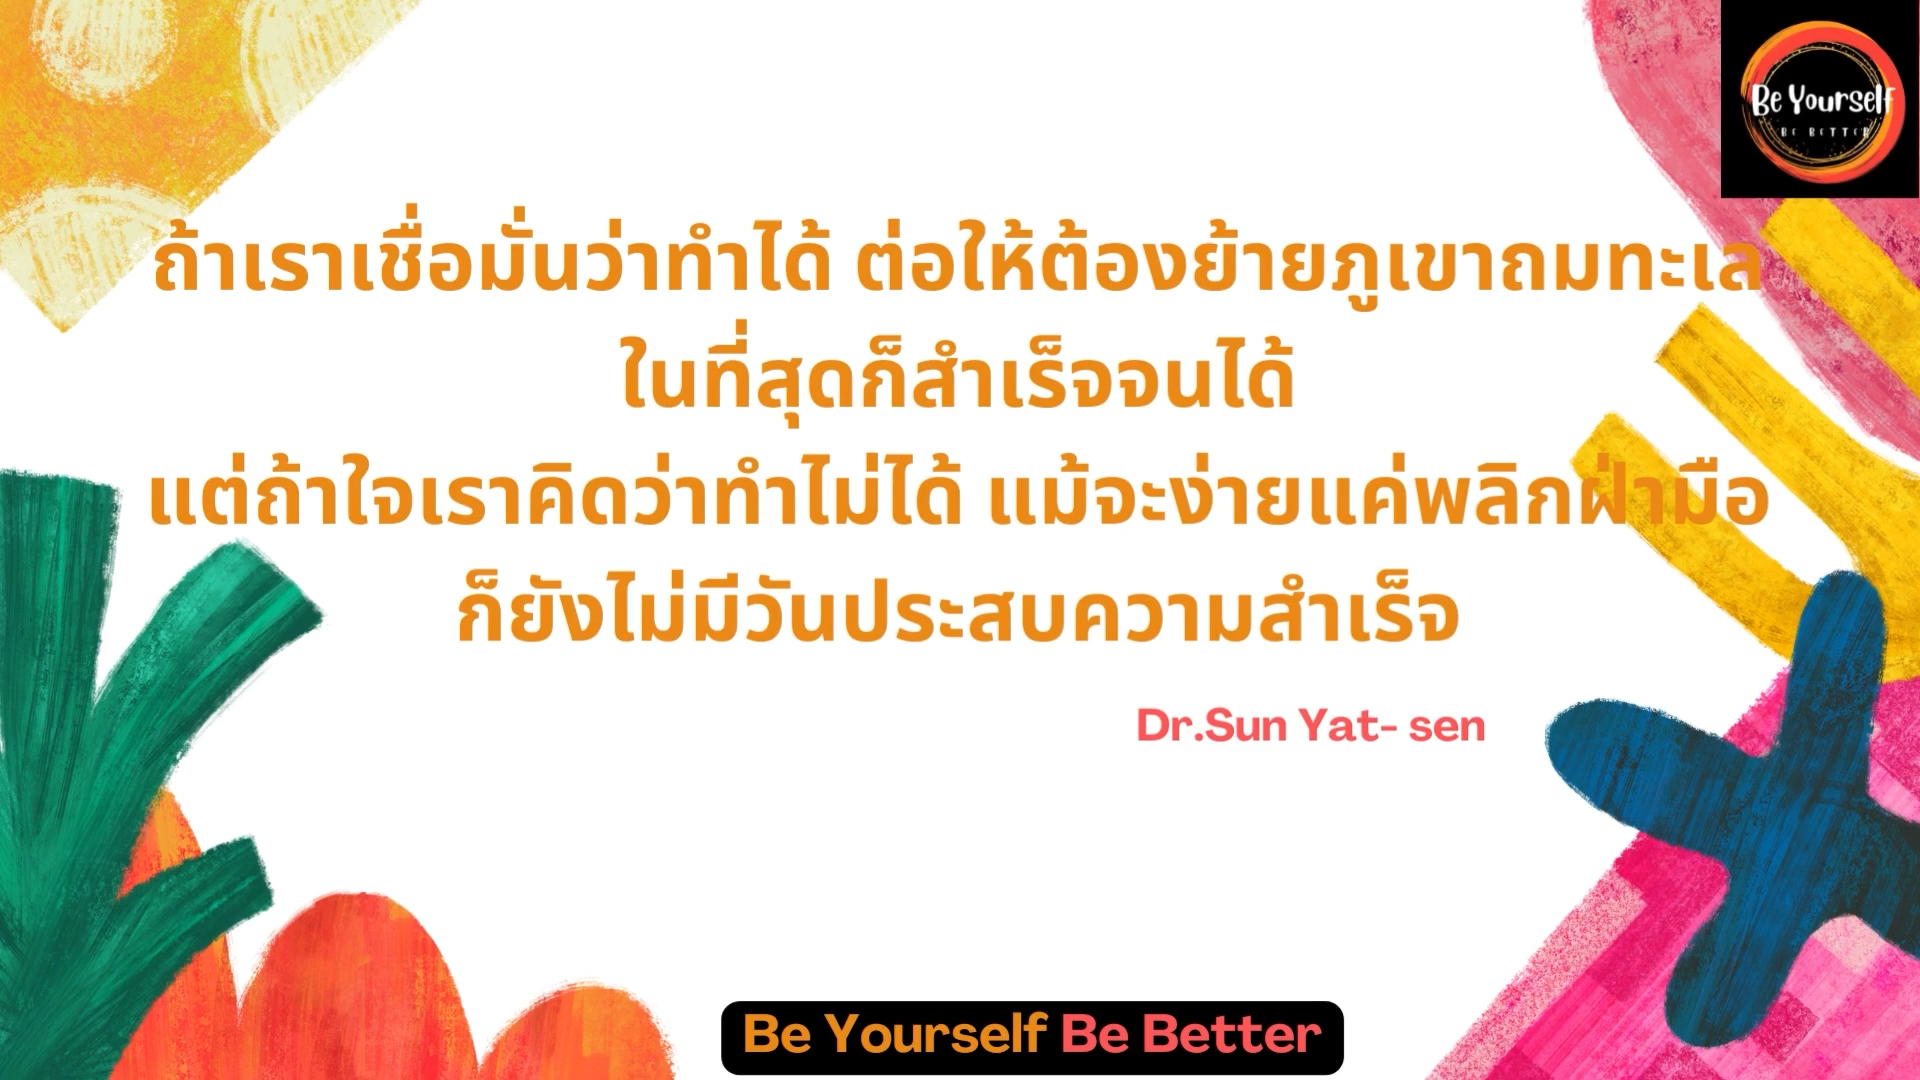 Be Yourself
BE BETTER
ถ้าเราเชื่อมั่นว่าทำได้ ต่อให้ต้องย้ายภูเขาถมทะเล
ในที่สุดก็สำเร็จจนได้
แต่ถ้าใจเราคิดว่าทำไม่ได้ แม้จะง่ายแค่พลิกฝ่ามือ
ก็ยังไม่มีวันประสบความสำเร็จ
Dr.Sun Yat- sen
Be Yourself Be Better